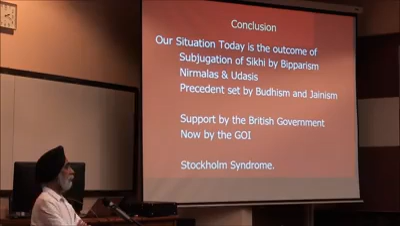 Conclusion
Our Situation Today is the outcome of
Subjugation of Sikhi by Bipparism
Nirmalas & Udasis
Precedent set by Budhism and Jainism
Support by the British Government
Now by the GOI
Stockholm Syndrome.